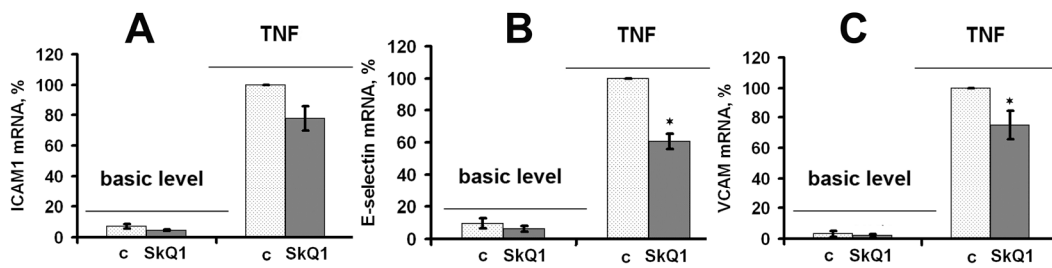 A
TNF
ICAM1 mRNA, %
120
100
80
60
40
20
0
basic level
c SkQ1 c SkQ1
B
TNF
E-selectin mRNA, %
120
100
80
60
40
20
0
basic level
*
c SkQ1 c SkQ1
C
TNF
VCAM mRNA, %
120
100
80
60
40
20
0
basic level
*
c SkQ1 c SkQ1